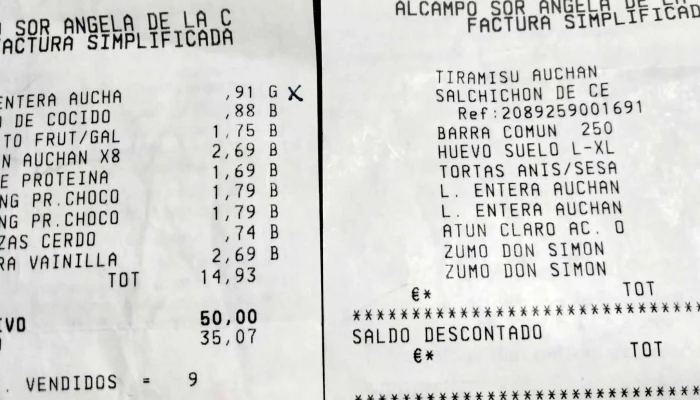 SOR ANGELA DE LA C
FACTURA SIMPLIFICADA
ENTERA AUCHA ,91 G X
DE COCIDO ,88 B
TO FRUT/GAL 1,75 B
N AUCHAN X8 2,69 B
E PROTEINA 1,69 B
NG PR.CHOCO 1,79 B
NG PR.CHOCO 1,79 B
ZAS CERDO ,74 B
RA VAINILLA 2,69 B
TOT 14,93
IVO 50,00
35,07
. VENDIDOS = 9
ALCAMPO SOR ANGELA DE LA
FACTURA SIMPLIFICAD
TIRAMISU AUCHAN
SALCHICHON DE CE
Ref:2089259001691
BARRA COMUN 250
HUEVO SUELO L-XL
TORTAS ANIS/SESA
L. ENTERA AUCHAN
L. ENTERA AUCHAN
ATUN CLARO AC. O
ZUMO DON SIMON
ZUMO DON SIMON
€* TOT
************************
SALDO DESCONTADO
€* TOT
************************